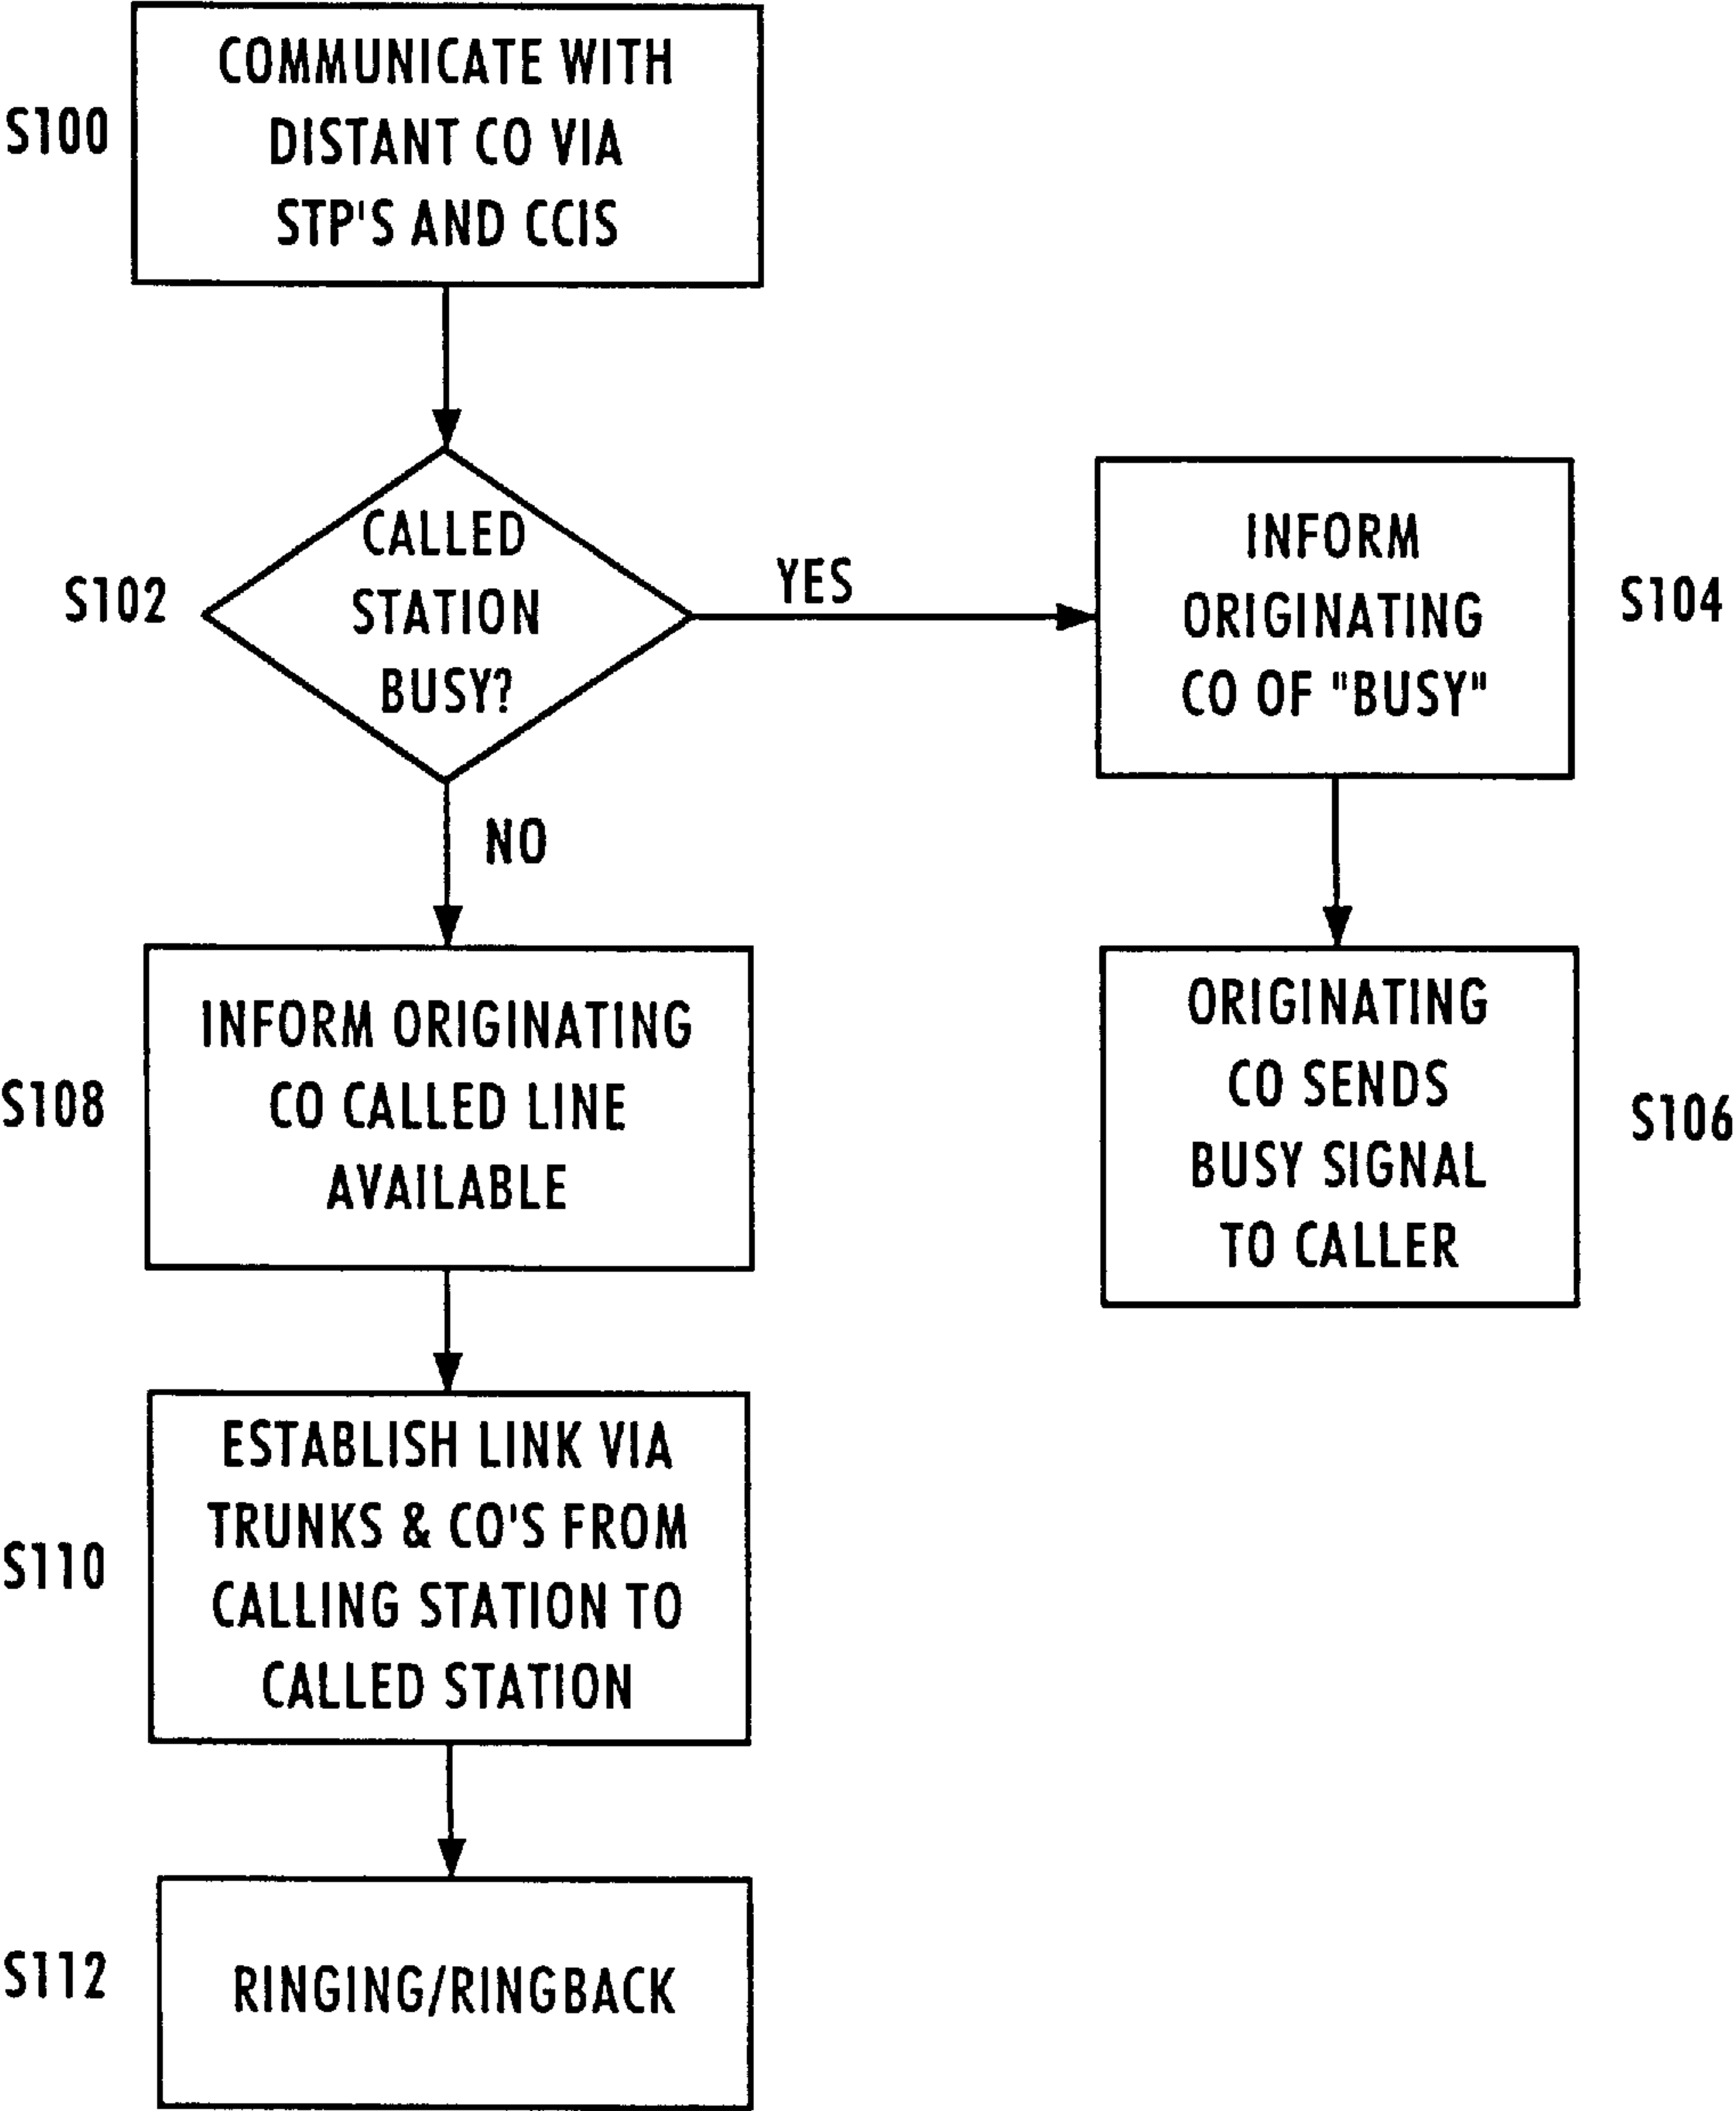 S100
COMMUNICATE WITH
DISTANT CO VIA
STP'S AND CCIS
S102
CALLED
STATION
BUSY?
YES
NO
INFORM
ORIGINATING
CO OF "BUSY"
S104
ORIGINATING
CO SENDS
BUSY SIGNAL
TO CALLER
S106
S108
INFORM ORIGINATING
CO CALLED LINE
AVAILABLE
S110
ESTABLISH LINK VIA
TRUNKS & CO'S FROM
CALLING STATION TO
CALLED STATION
S112
RINGING/RINGBACK